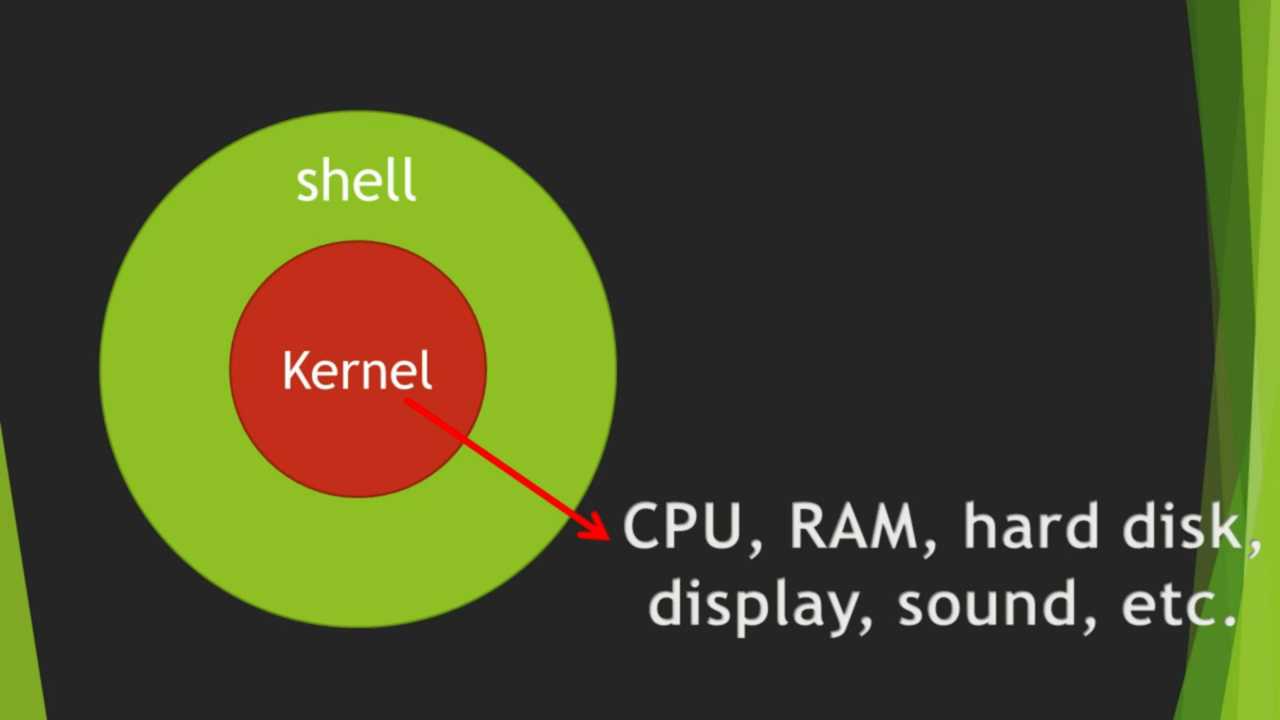 shell
Kernel
CPU, RAM, hard disk,
display, sound, etc.